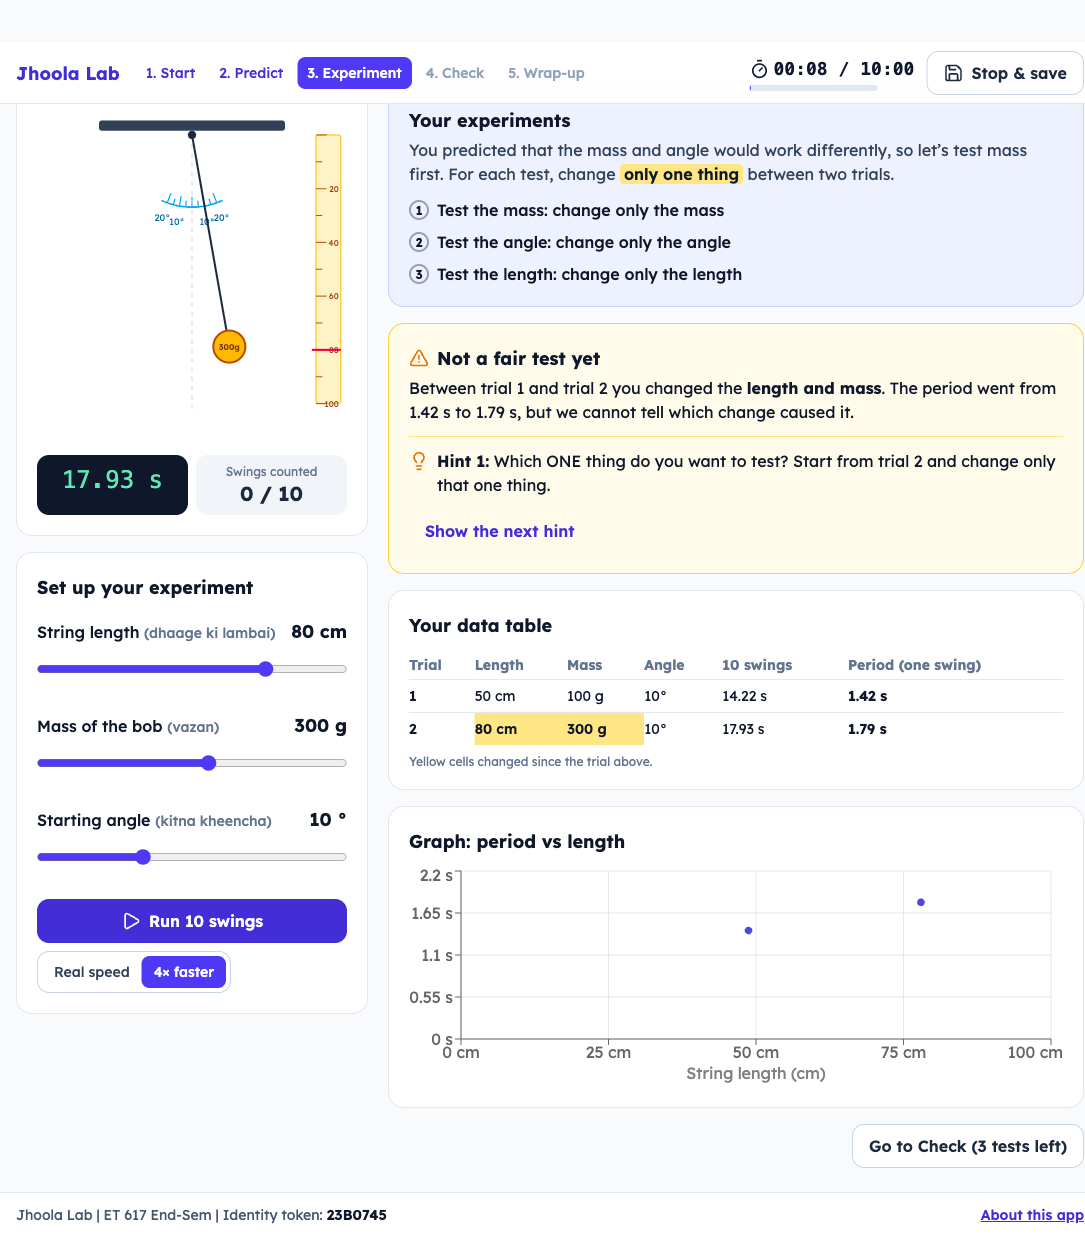 Jhoola Lab
1. Start
2. Predict
3. Experiment
4. Check
5. Wrap-up
00:08 / 10:00
Stop & save
20°
10°
10°
20°
300g
20
40
60
80
100
17.93 s
Swings counted
0 / 10
Set up your experiment
String length (dhaage ki lambai) 80 cm
Mass of the bob (vazan) 300 g
Starting angle (kitna kheencha) 10 °
Run 10 swings
Real speed
4× faster
Your experiments
You predicted that the mass and angle would work differently, so let's test mass
first. For each test, change only one thing between two trials.
1 Test the mass: change only the mass
2 Test the angle: change only the angle
3 Test the length: change only the length
Not a fair test yet
Between trial 1 and trial 2 you changed the length and mass. The period went from
1.42 s to 1.79 s, but we cannot tell which change caused it.
Hint 1: Which ONE thing do you want to test? Start from trial 2 and change only
that one thing.
Show the next hint
Your data table
Trial Length Mass Angle 10 swings Period (one swing)
1 50 cm 100 g 10° 14.22 s 1.42 s
2 80 cm 300 g 10° 17.93 s 1.79 s
Yellow cells changed since the trial above.
Graph: period vs length
2.2 s
1.65 s
1.1 s
0.55 s
0 s
0 cm 25 cm 50 cm 75 cm 100 cm
String length (cm)
Go to Check (3 tests left)
Jhoola Lab | ET 617 End-Sem | Identity token: 23B0745
About this app